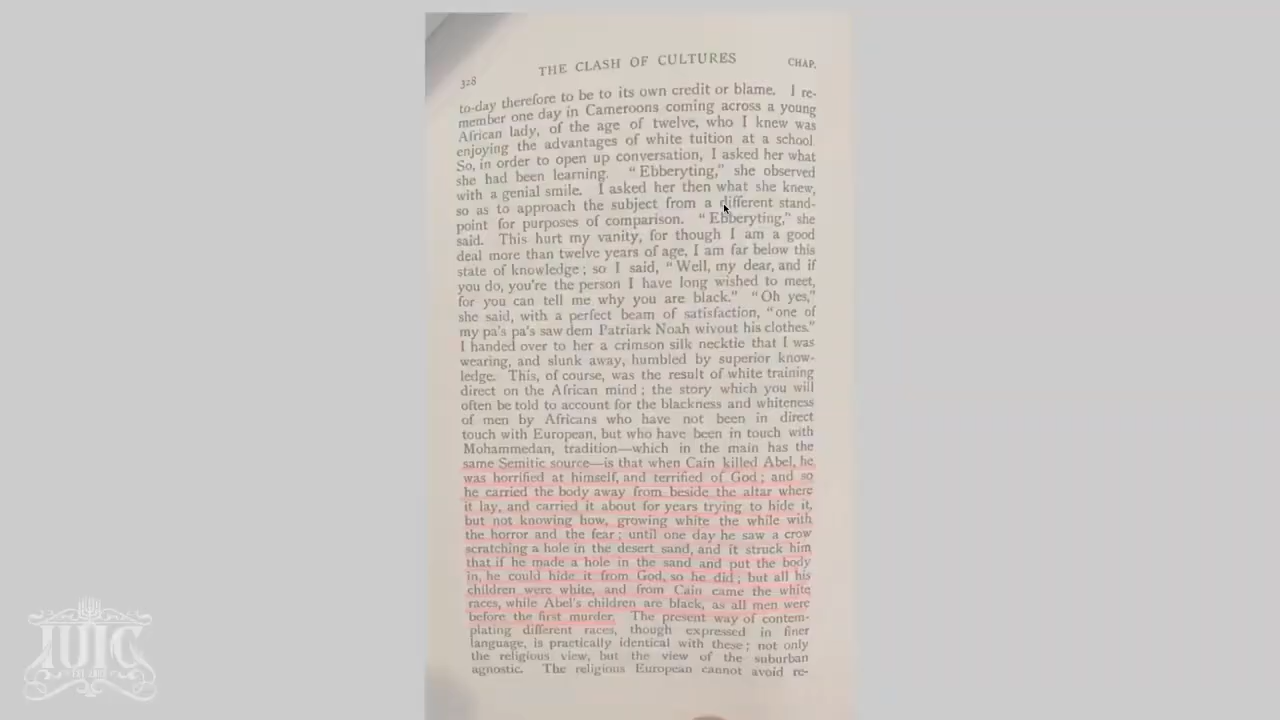 328
THE CLASH OF CULTURES
CHAP.
to-day therefore to be to its own credit or blame. I re-
member one day in Cameroons coming across a young
African lady, of the age of twelve, who I knew was
enjoying the advantages of white tuition at a school
So, in order to open up conversation, I asked her what
she had been learning. “Ebberyting,” she observed
with a genial smile. I asked her then what she knew,
so as to approach the subject from a different stand-
point for purposes of comparison. “Ebberyting,” she
said. This hurt my vanity, for though I am a good
deal more than twelve years of age, I am far below this
state of knowledge; so I said, “Well, my dear, and if
you do, you're the person I have long wished to meet,
for you can tell me why you are black.” “Oh yes,”
she said, with a perfect beam of satisfaction, “one of
my pa's pa's saw dem Patriark Noah wivout his clothes.”
I handed over to her a crimson silk necktie that I was
wearing, and slunk away, humbled by superior know-
ledge. This, of course, was the result of white training
direct on the African mind; the story which you will
often be told to account for the blackness and whiteness
of men by Africans who have not been in direct
touch with European, but who have been in touch with
Mohammedan, tradition—which in the main has the
same Semitic source—is that when Cain killed Abel, he
was horrified at himself, and terrified of God; and so
he carried the body away from beside the altar where
it lay, and carried it about for years trying to hide it,
but not knowing how, growing white the while with
the horror and the fear; until one day he saw a crow
scratching a hole in the desert sand, and it struck him
that if he made a hole in the sand and put the body
in, he could hide it from God, so he did; but all his
children were white, and from Cain came the white
races, while Abel's children are black, as all men were
before the first murder. The present way of contem-
plating different races, though expressed in finer
language, is practically identical with these; not only
the religious view, but the view of the suburban
agnostic. The religious European cannot avoid re-
IUIC